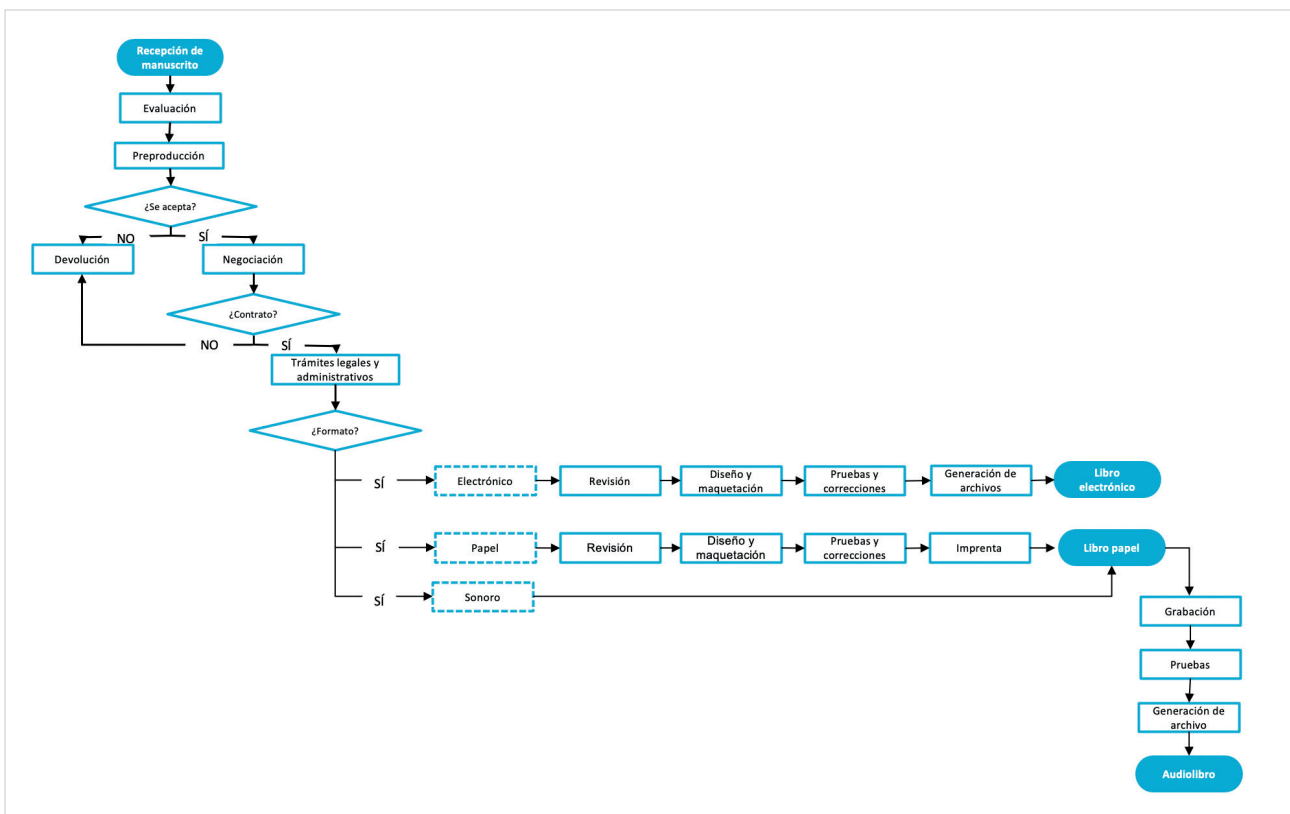 Recepción de
manuscrito
Evaluación
Preproducción
¿Se acepta?
NO
SÍ
Devolución
Negociación
¿Contrato?
NO
SÍ
Trámites legales y
administrativos
¿Formato?
SÍ
Electrónico
Revisión
Diseño y
maquetación
Pruebas y
correcciones
Generación de
archivos
Libro
electrónico
SÍ
Papel
Revisión
Diseño y
maquetación
Pruebas y
correcciones
Imprenta
Libro papel
SÍ
Sonoro
Grabación
Pruebas
Generación de
archivo
Audiolibro